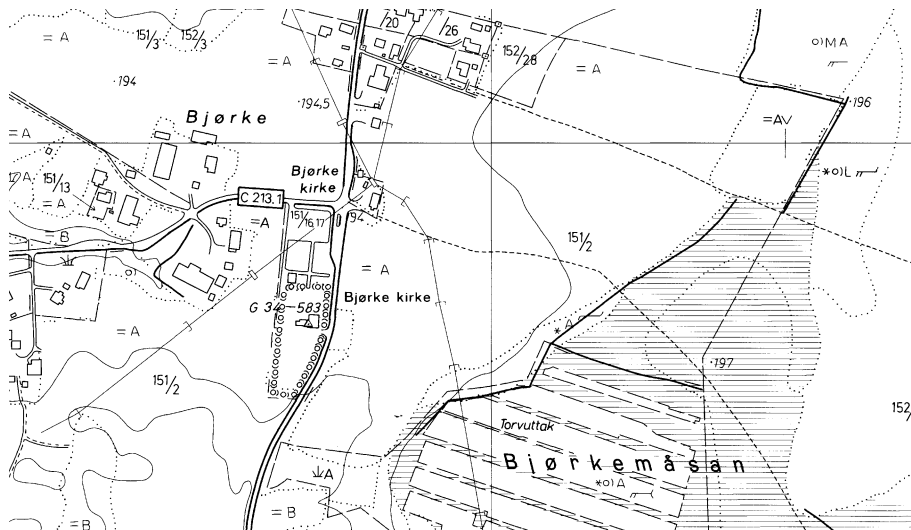 151/3
152/3
/20
/26
152/28
= A
= A
= A
o)MA
194
194,5
196
Bjørke
=AV
= A
Bjørke
kirke
*o)L
151/13
= A
C 213.1
= A
151/
16,17
194
= B
151/2
o)
= A
Bjørke kirke
G 34-583
* A
= A
197
151/2
152/
Torvuttak
Bjørkemåsan
A
*o)A
= B
= B